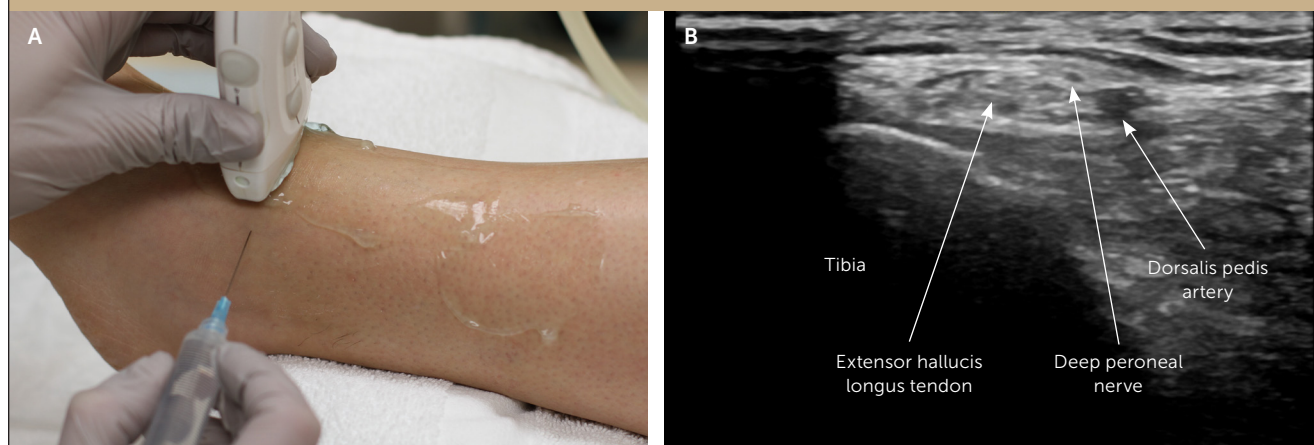 A
B
Tibia
Dorsalis pedis
artery
Extensor hallucis
longus tendon
Deep peroneal
nerve